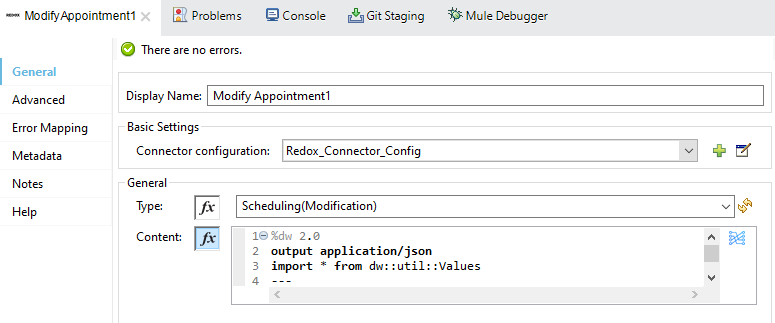 REDOX ModifyAppointment1 Problems Console Git Staging Mule Debugger
There are no errors.
General
Advanced
Error Mapping
Metadata
Notes
Help
Display Name: Modify Appointment1
Basic Settings
Connector configuration: Redox_Connector_Config
General
Type: fx Scheduling(Modification)
Content: fx
1 %dw 2.0
2 output application/json
3 import * from dw::util::Values
4 ---